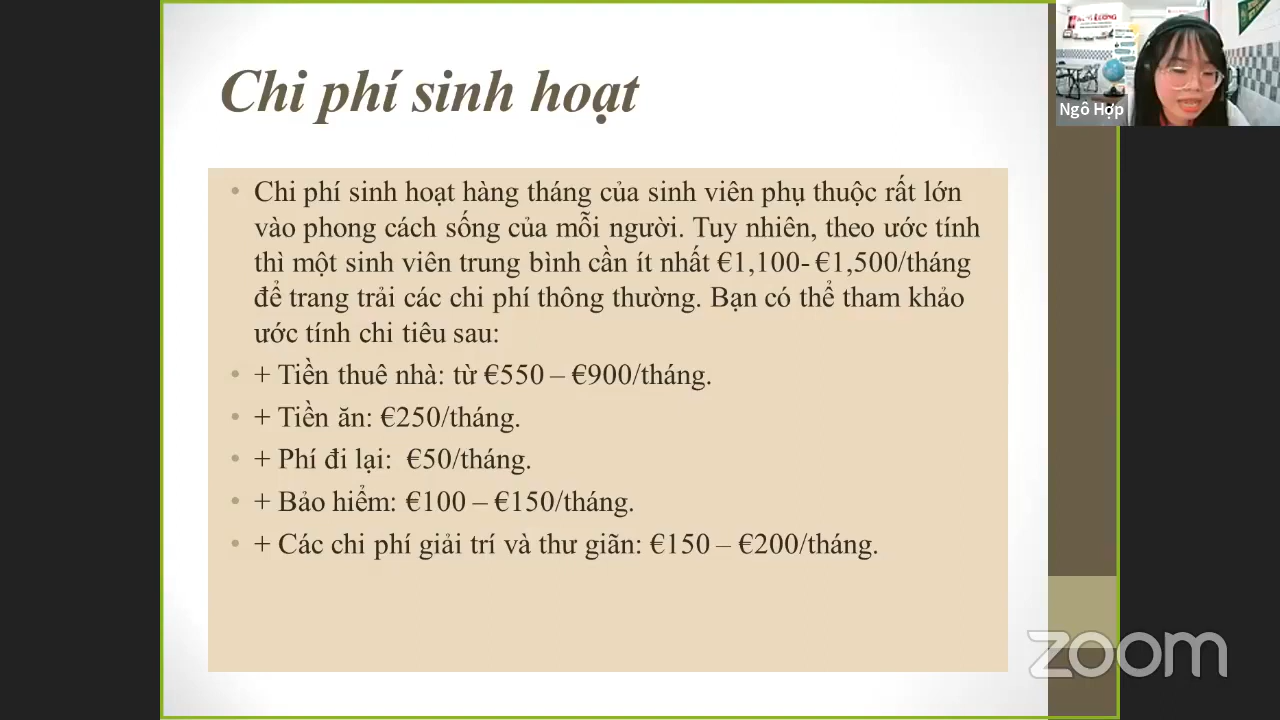 Chi phí sinh hoạt
Ngô Hợp
• Chi phí sinh hoạt hàng tháng của sinh viên phụ thuộc rất lớn
vào phong cách sống của mỗi người. Tuy nhiên, theo ước tính
thì một sinh viên trung bình cần ít nhất €1,100- €1,500/tháng
để trang trải các chi phí thông thường. Bạn có thể tham khảo
ước tính chi tiêu sau:
• + Tiền thuê nhà: từ €550 – €900/tháng.
• + Tiền ăn: €250/tháng.
• + Phí đi lại:  €50/tháng.
• + Bảo hiểm: €100 – €150/tháng.
• + Các chi phí giải trí và thư giãn: €150 – €200/tháng.
zoom